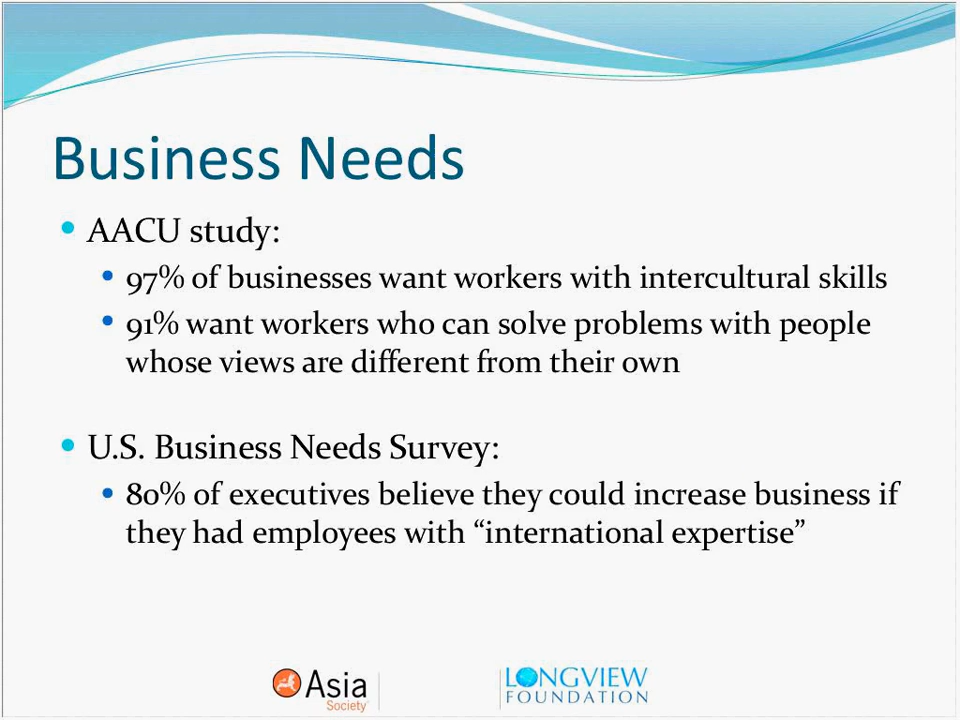 Business Needs
• AACU study:
• 97% of businesses want workers with intercultural skills
• 91% want workers who can solve problems with people
whose views are different from their own
• U.S. Business Needs Survey:
• 80% of executives believe they could increase business if
they had employees with “international expertise”
Asia
Society®
LONGVIEW
FOUNDATION